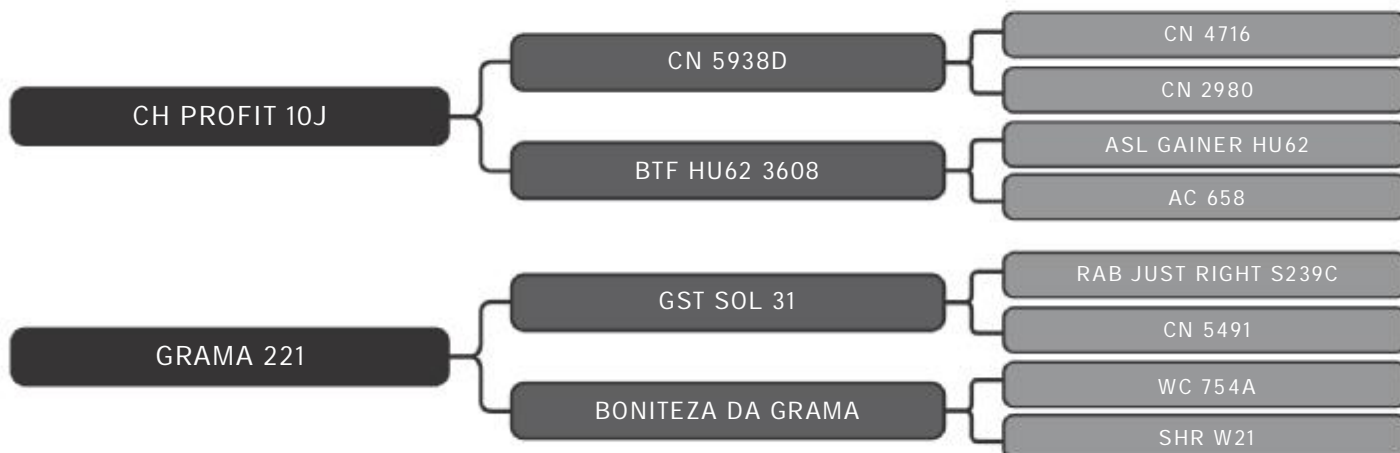 CH PROFIT 10J
CN 5938D
CN 4716
CN 2980
BTF HU62 3608
ASL GAINER HU62
AC 658
GRAMA 221
GST SOL 31
RAB JUST RIGHT S239C
CN 5491
BONITEZA DA GRAMA
WC 754A
SHR W21